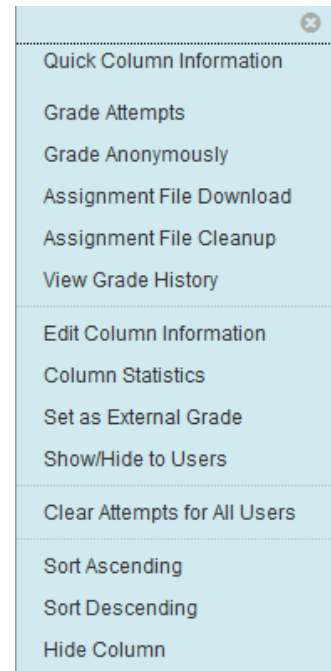 Quick Column Information
Grade Attempts
Grade Anonymously
Assignment File Download
Assignment File Cleanup
View Grade History
Edit Column Information
Column Statistics
Set as External Grade
Show/Hide to Users
Clear Attempts for All Users
Sort Ascending
Sort Descending
Hide Column